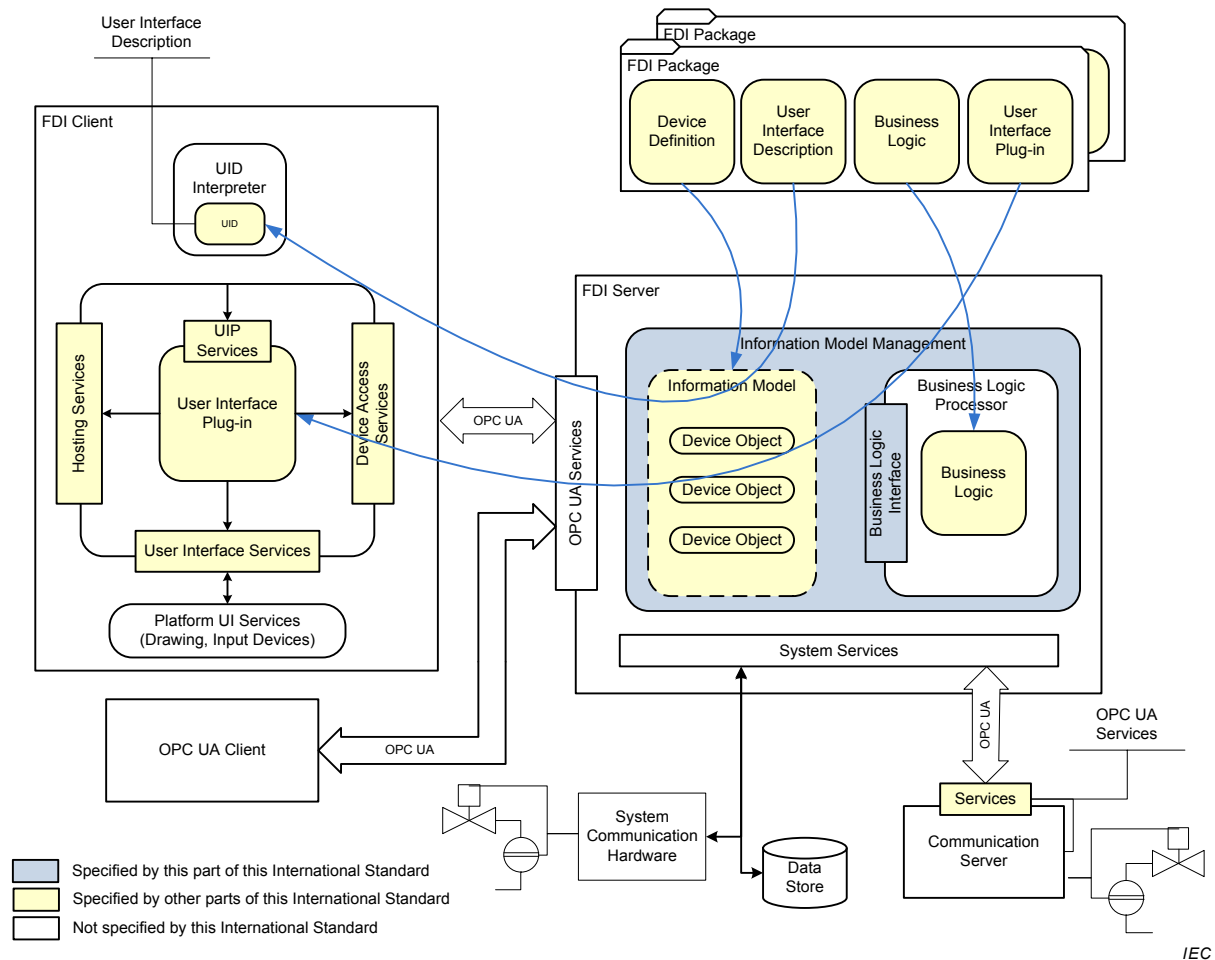 User Interface
Description
FDI Package
FDI Package
Device
Definition
User
Interface
Description
Business
Logic
User
Interface
Plug-in
FDI Client
UID
Interpreter
UID
UIP
Services
User Interface
Plug-in
Hosting Services
Device Access
Services
User Interface Services
Platform UI Services
(Drawing, Input Devices)
OPC UA
FDI Server
OPC UA Services
Information Model Management
Information Model
Device Object
Device Object
Device Object
Business Logic
Processor
Business Logic
Interface
Business
Logic
System Services
OPC UA Client
OPC UA
OPC UA
OPC UA
Services
Services
Communication
Server
System
Communication
Hardware
Data
Store
Specified by this part of this International Standard
Specified by other parts of this International Standard
Not specified by this International Standard
IEC